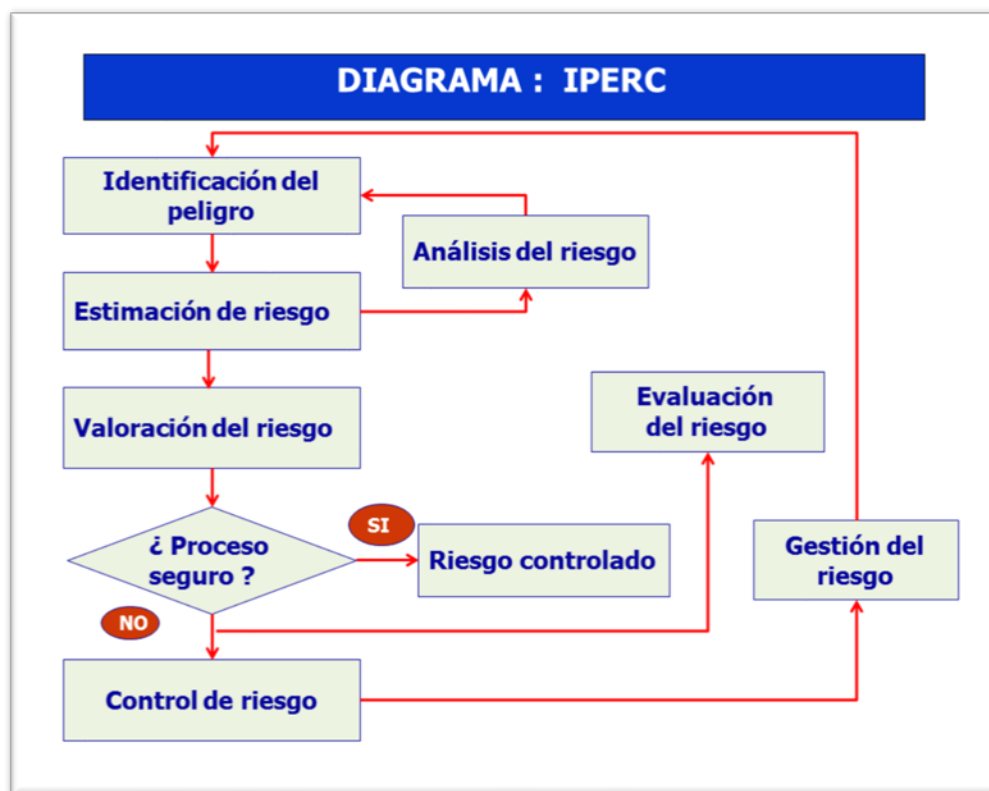 DIAGRAMA : IPERC
Identificación del
peligro
Análisis del riesgo
Estimación de riesgo
Evaluación
del riesgo
Valoración del riesgo
SI
¿ Proceso
seguro ?
Riesgo controlado
Gestión del
riesgo
NO
Control de riesgo